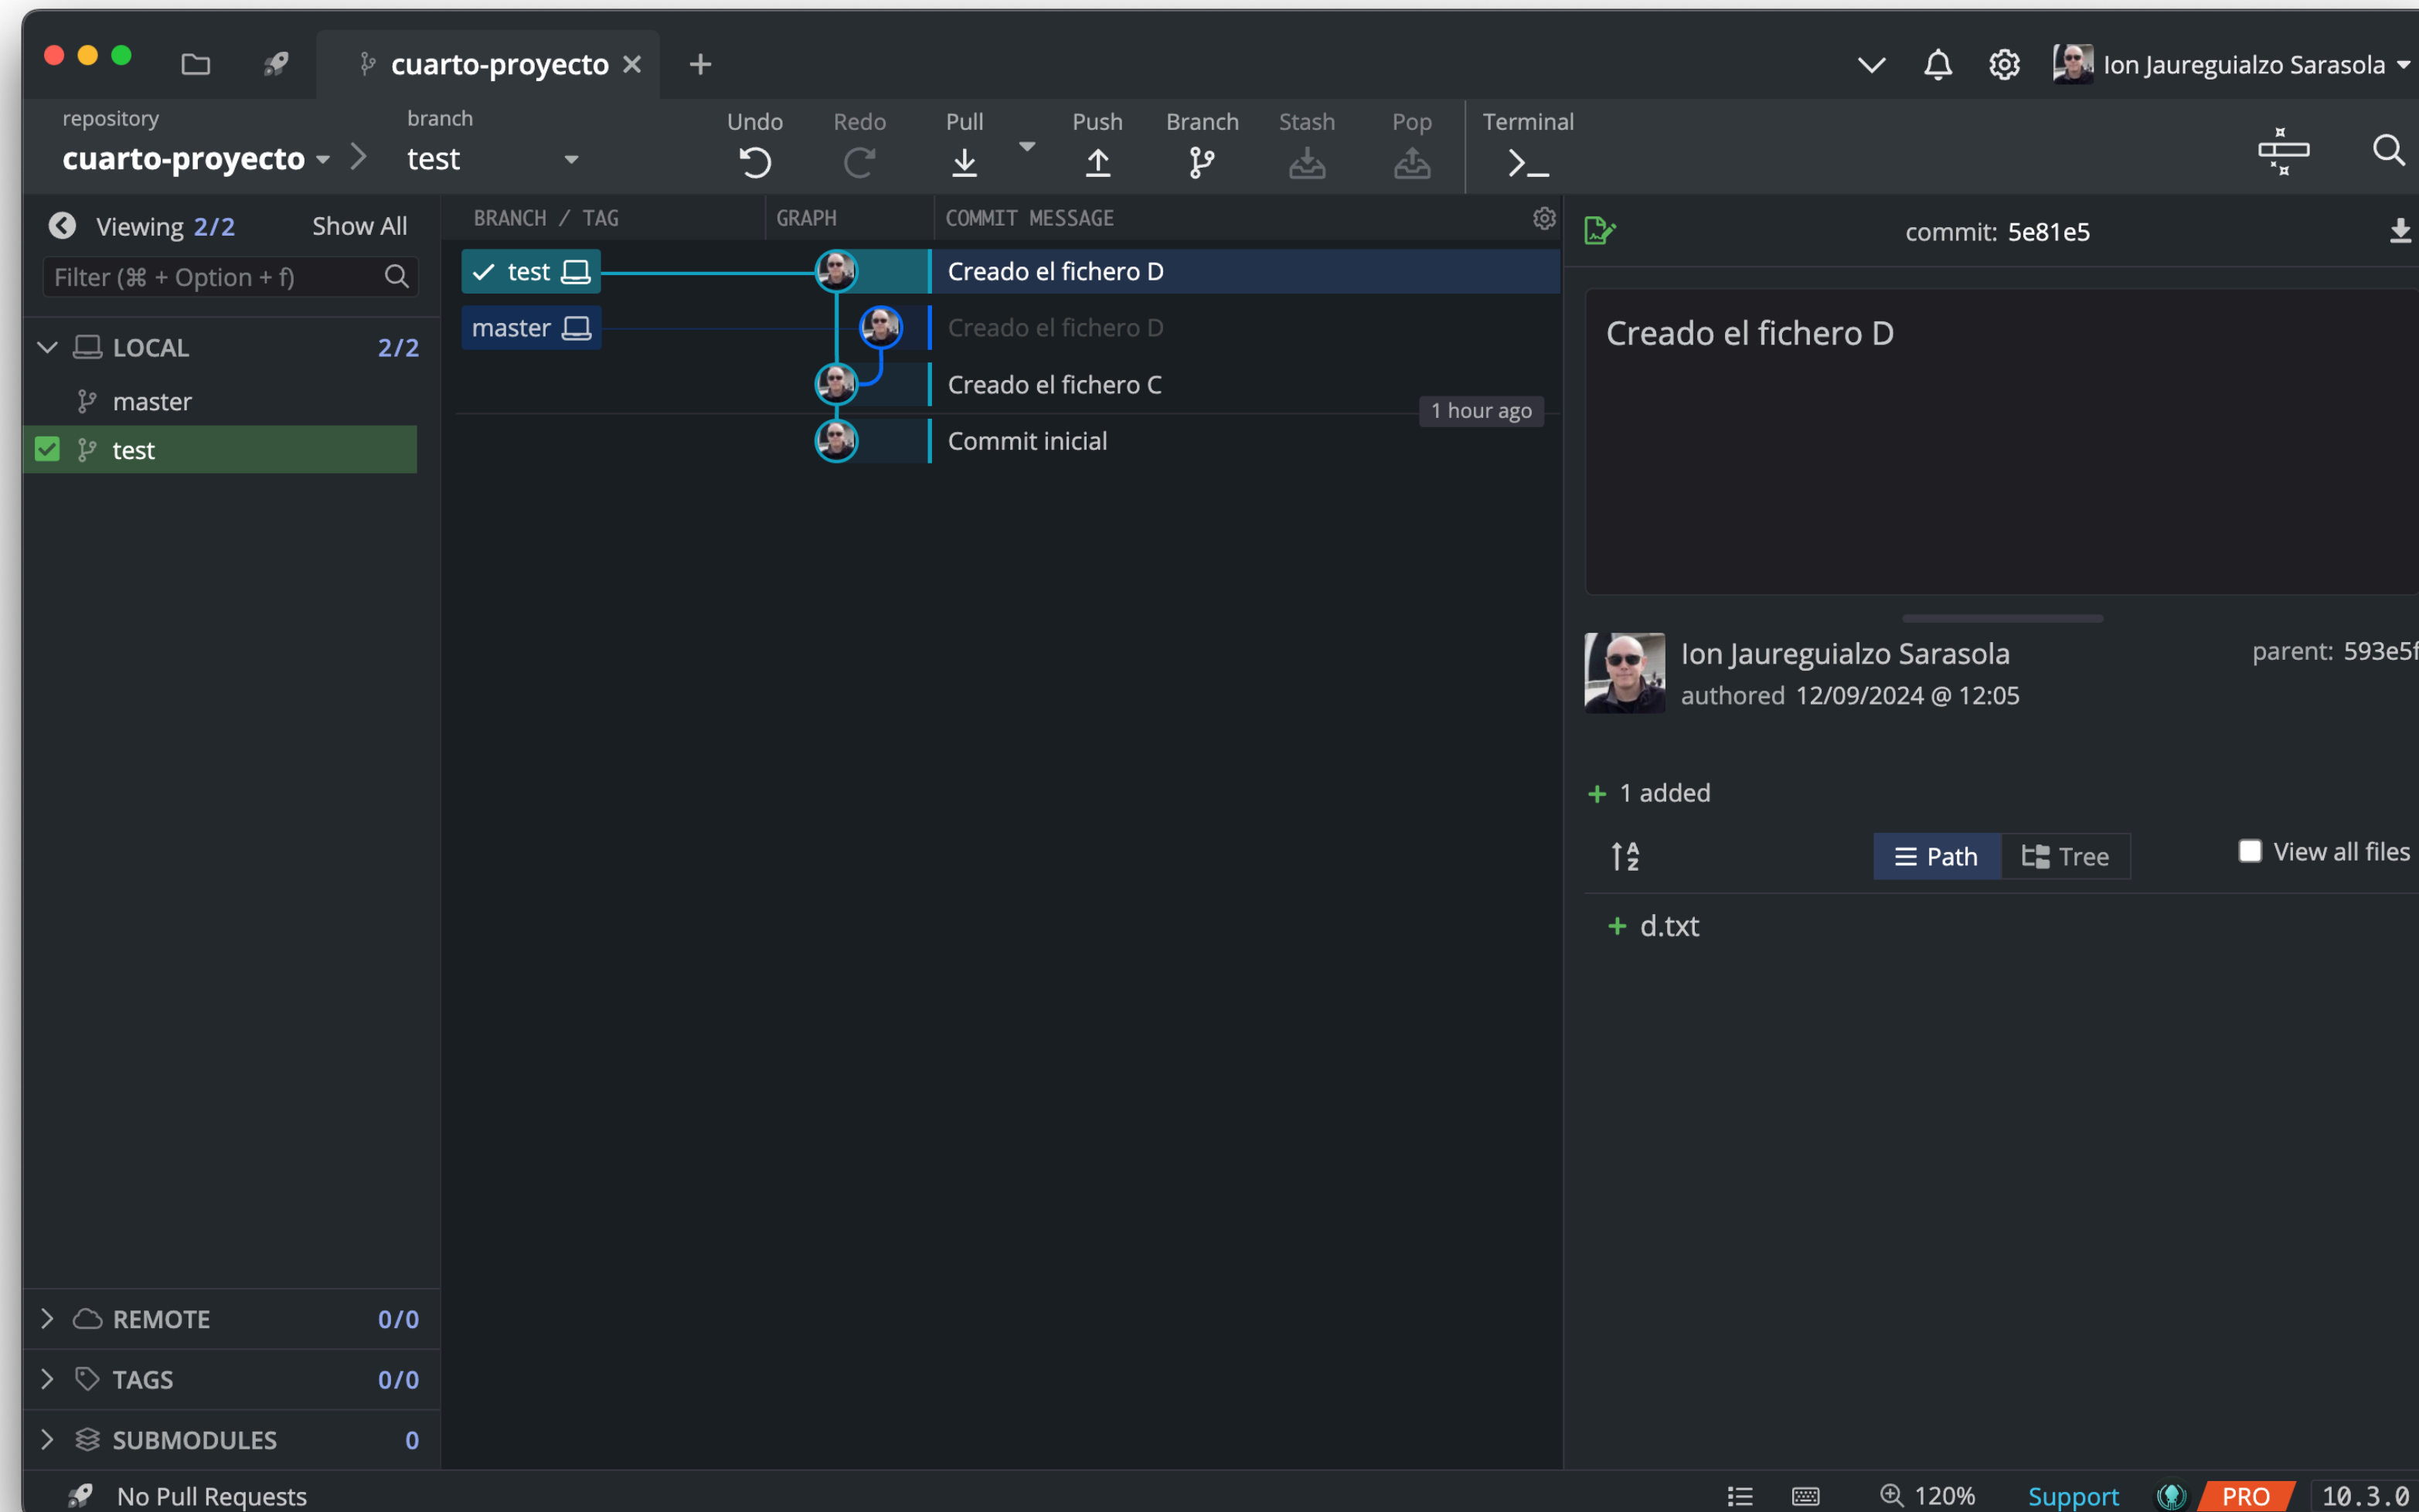 cuarto-proyecto
Ion Jaureguialzo Sarasola
repository
cuarto-proyecto
branch
test
Undo
Redo
Pull
Push
Branch
Stash
Pop
Terminal
Viewing 2/2
Show All
Filter (⌘ + Option + f)
LOCAL 2/2
master
test
REMOTE 0/0
TAGS 0/0
SUBMODULES 0
BRANCH / TAG
GRAPH
COMMIT MESSAGE
test
Creado el fichero D
master
Creado el fichero D
Creado el fichero C
1 hour ago
Commit inicial
commit: 5e81e5
Creado el fichero D
Ion Jaureguialzo Sarasola
parent: 593e5f
authored 12/09/2024 @ 12:05
1 added
A
Z
Path
Tree
View all files
d.txt
No Pull Requests
120%
Support
PRO
10.3.0